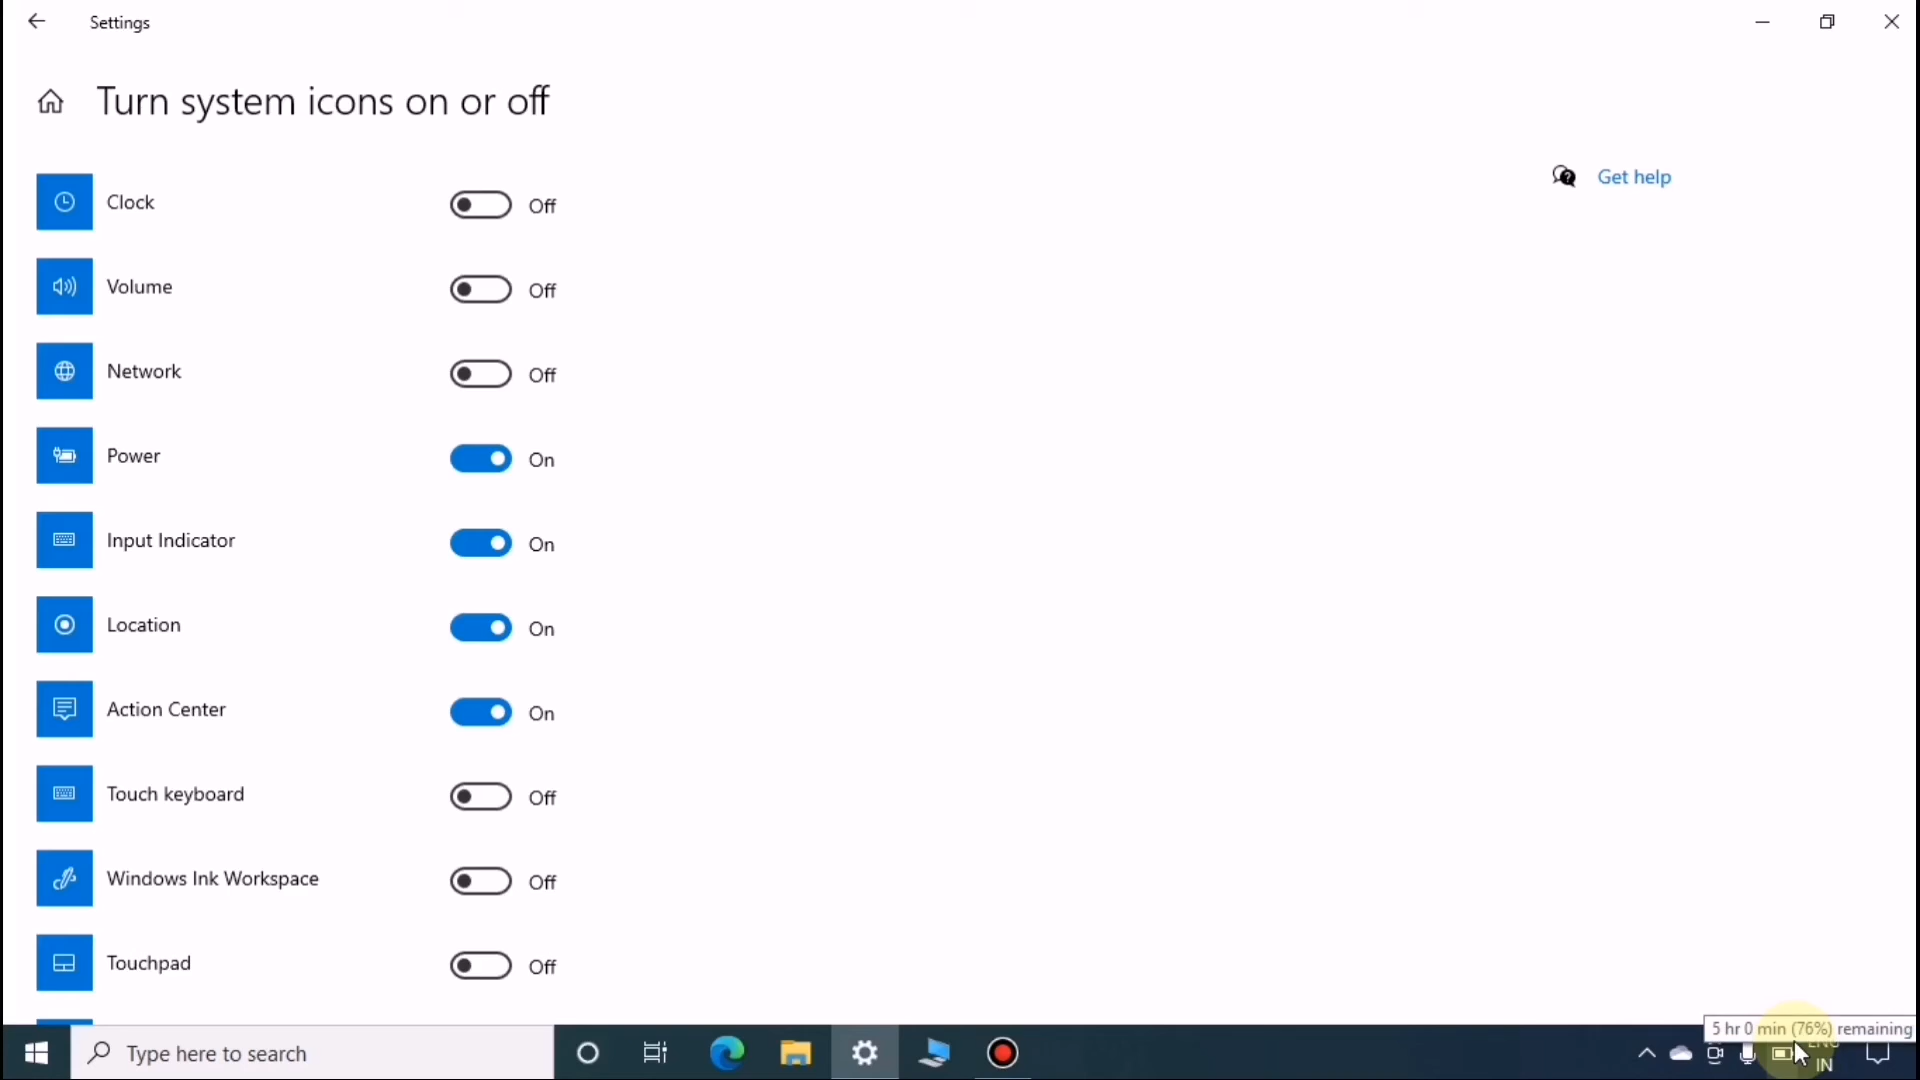 Settings
Turn system icons on or off
Get help
Clock Off
Volume Off
Network Off
Power On
Input Indicator On
Location On
Action Center On
Touch keyboard Off
Windows Ink Workspace Off
Touchpad Off
5 hr 0 min (76%) remaining
Type here to search
ENG
IN